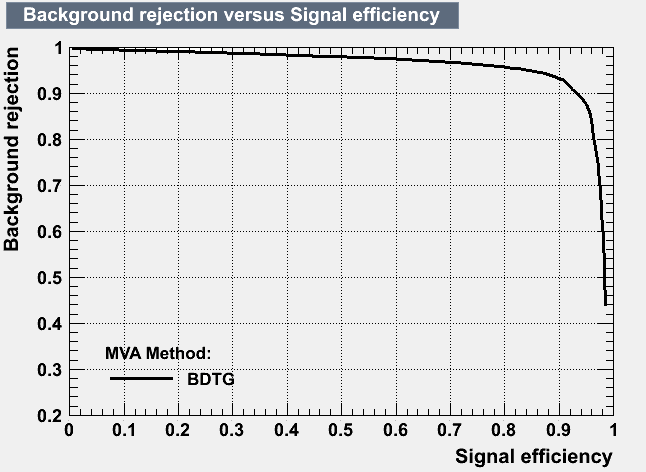 Background rejection versus Signal efficiency
Background rejection
1
0.9
0.8
0.7
0.6
0.5
0.4
0.3
0.2
MVA Method:
BDTG
0 0.1 0.2 0.3 0.4 0.5 0.6 0.7 0.8 0.9 1
Signal efficiency